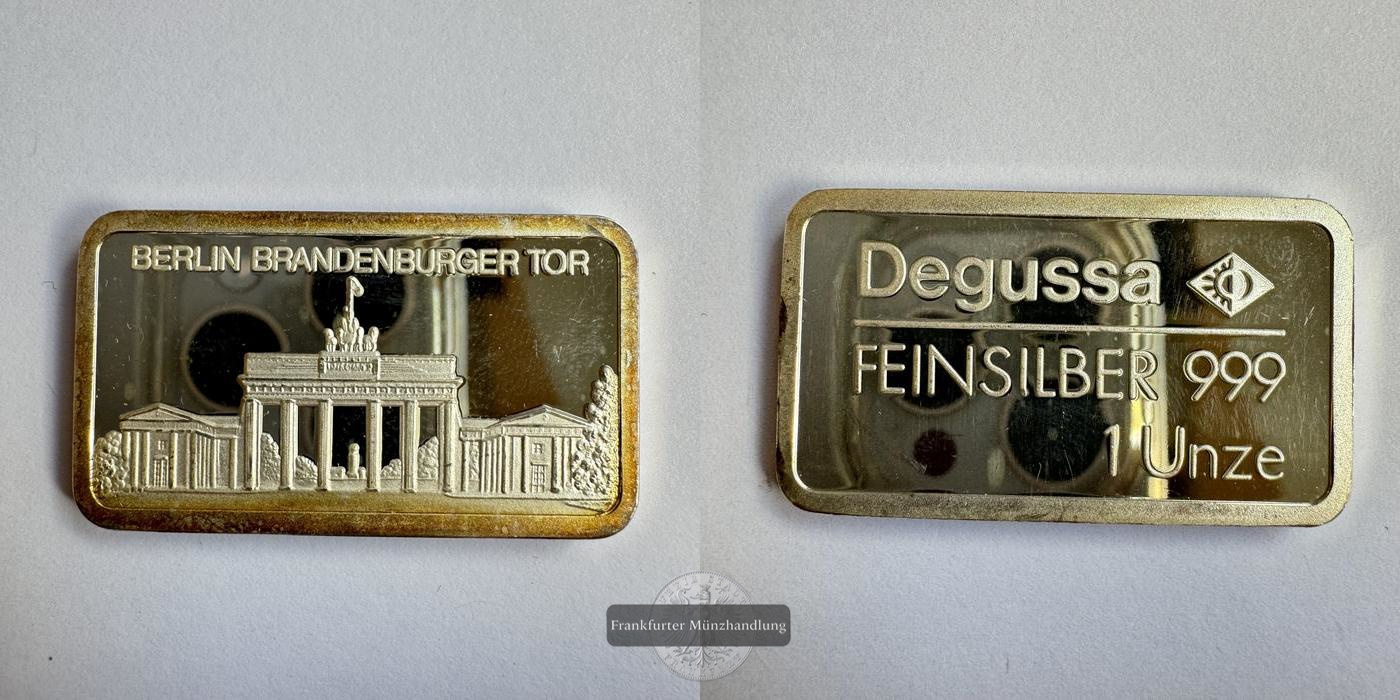 BERLIN BRANDENBURGER TOR
Degussa
FEINSILBER 999
1 Unze
Frankfurter Münzhandlung